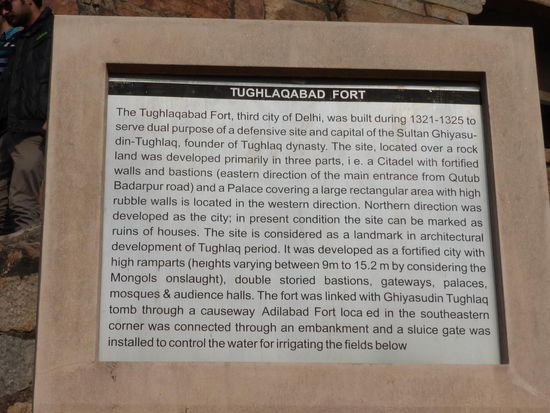 TUGHLAQABAD FORT
The Tughlaqabad Fort, third city of Delhi, was built during 1321-1325 to
serve dual purpose of a defensive site and capital of the Sultan Ghiyasu-
din-Tughlaq, founder of Tughlaq dynasty. The site, located over a rock
land was developed primarily in three parts, i e. a Citadel with fortified
walls and bastions (eastern direction of the main entrance from Qutub
Badarpur road) and a Palace covering a large rectangular area with high
rubble walls is located in the western direction. Northern direction was
developed as the city; in present condition the site can be marked as
ruins of houses. The site is considered as a landmark in architectural
development of Tughlaq period. It was developed as a fortified city with
high ramparts (heights varying between 9m to 15.2 m by considering the
Mongols onslaught), double storied bastions, gateways, palaces,
mosques & audience halls. The fort was linked with Ghiyasudin Tughlaq
tomb through a causeway Adilabad Fort loca ed in the southeastern
corner was connected through an embankment and a sluice gate was
installed to control the water for irrigating the fields below